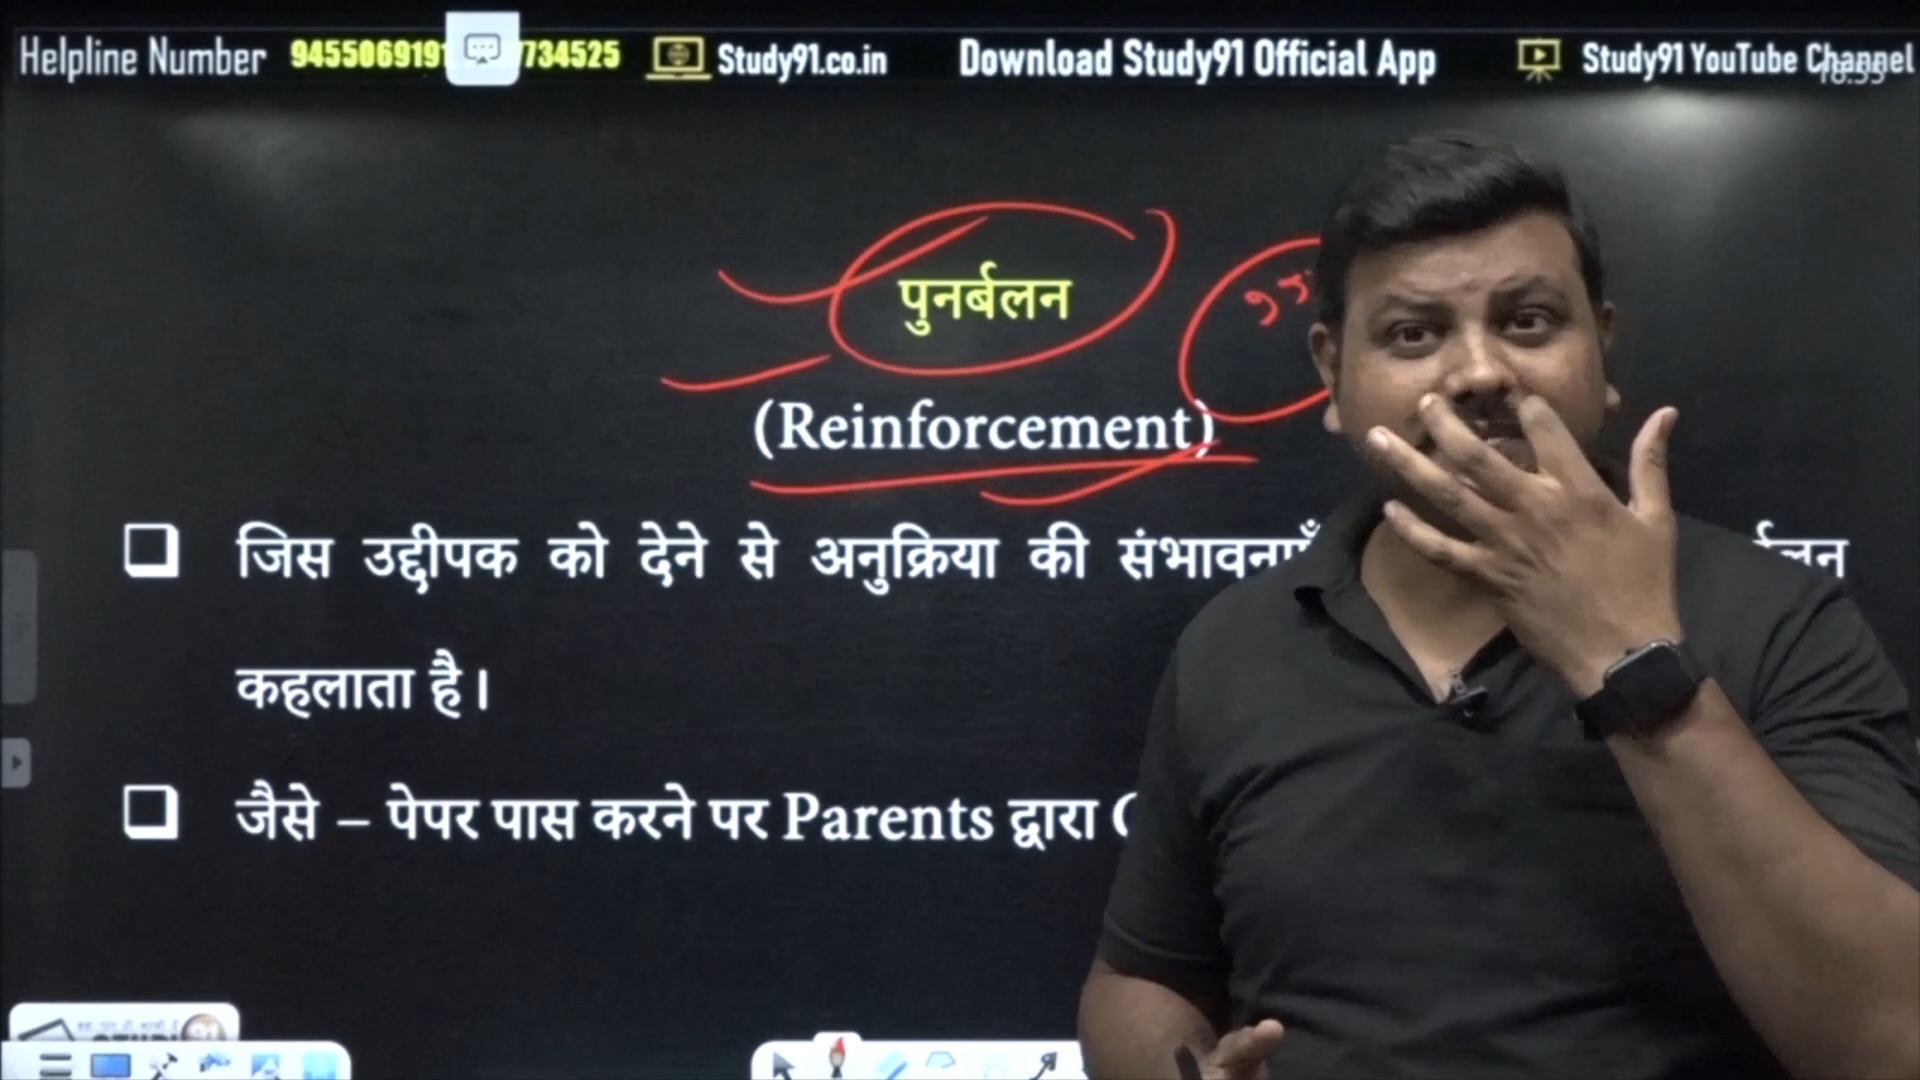 Helpline Number 945506919 734525 Study91.co.in Download Study91 Official App Study91 YouTube Channel
पुनर्बलन
(Reinforcement)
जिस उद्दीपक को देने से अनुक्रिया की
कहलाता है।
जैसे – पेपर पास करने पर Parents द्वारा